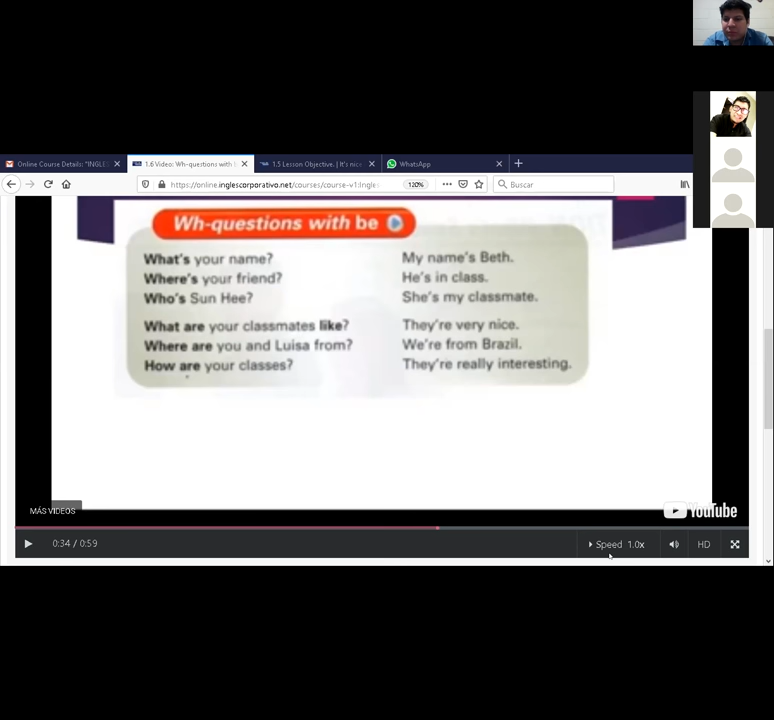 Online Course Details: "INGLES
1.6 Video: Wh-questions with
1.5 Lesson Objective. | It's nice
WhatsApp
https://online.inglescorporativo.net/courses/course-v1:Ingles
120%
Buscar
Wh-questions with be
What's your name? My name's Beth.
Where's your friend? He's in class.
Who's Sun Hee? She's my classmate.
What are your classmates like? They're very nice.
Where are you and Luisa from? We're from Brazil.
How are your classes? They're really interesting.
MÁS VIDEOS
YouTube
0:34 / 0:59
Speed 1.0x
HD